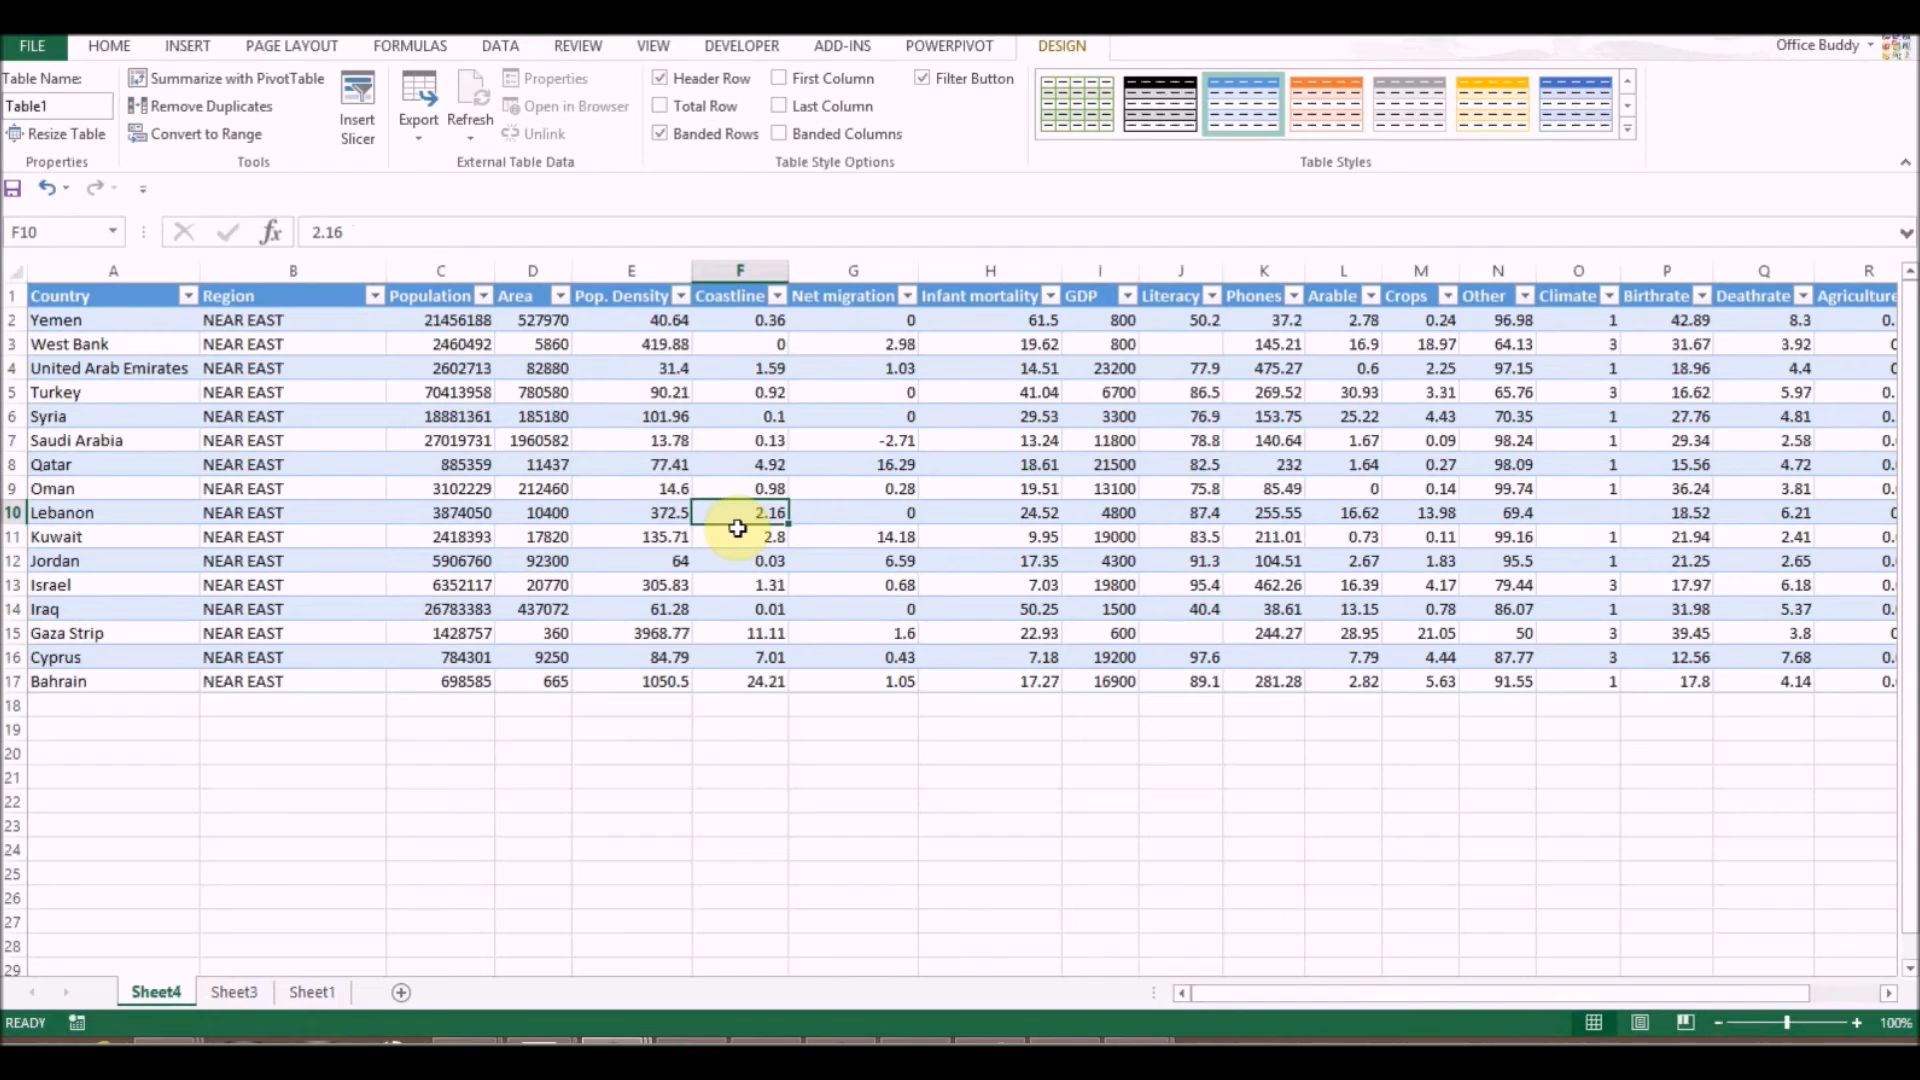 FILE HOME INSERT PAGE LAYOUT FORMULAS DATA REVIEW VIEW DEVELOPER ADD-INS POWERPIVOT DESIGN Office Buddy
Table Name:
Table1
Resize Table
Properties
Summarize with PivotTable
Remove Duplicates
Convert to Range
Tools
Insert
Slicer
Export
Refresh
Properties
Open in Browser
Unlink
External Table Data
Header Row First Column Filter Button
Total Row Last Column
Banded Rows Banded Columns
Table Style Options
Table Styles
F10 fx 2.16
A B C D E F G H I J K L M N O P Q R
1 Country Region Population Area Pop. Density Coastline Net migration Infant mortality GDP Literacy Phones Arable Crops Other Climate Birthrate Deathrate Agriculture
2 Yemen NEAR EAST 21456188 527970 40.64 0.36 0 61.5 800 50.2 37.2 2.78 0.24 96.98 1 42.89 8.3 0.
3 West Bank NEAR EAST 2460492 5860 419.88 0 2.98 19.62 800 145.21 16.9 18.97 64.13 3 31.67 3.92 0
4 United Arab Emirates NEAR EAST 2602713 82880 31.4 1.59 1.03 14.51 23200 77.9 475.27 0.6 2.25 97.15 1 18.96 4.4 0
5 Turkey NEAR EAST 70413958 780580 90.21 0.92 0 41.04 6700 86.5 269.52 30.93 3.31 65.76 3 16.62 5.97 0.
6 Syria NEAR EAST 18881361 185180 101.96 0.1 0 29.53 3300 76.9 153.75 25.22 4.43 70.35 1 27.76 4.81 0.
7 Saudi Arabia NEAR EAST 27019731 1960582 13.78 0.13 -2.71 13.24 11800 78.8 140.64 1.67 0.09 98.24 1 29.34 2.58 0.
8 Qatar NEAR EAST 885359 11437 77.41 4.92 16.29 18.61 21500 82.5 232 1.64 0.27 98.09 1 15.56 4.72 0.
9 Oman NEAR EAST 3102229 212460 14.6 0.98 0.28 19.51 13100 75.8 85.49 0 0.14 99.74 1 36.24 3.81 0.
10 Lebanon NEAR EAST 3874050 10400 372.5 2.16 0 24.52 4800 87.4 255.55 16.62 13.98 69.4 18.52 6.21 0
11 Kuwait NEAR EAST 2418393 17820 135.71 2.8 14.18 9.95 19000 83.5 211.01 0.73 0.11 99.16 1 21.94 2.41 0.
12 Jordan NEAR EAST 5906760 92300 64 0.03 6.59 17.35 4300 91.3 104.51 2.67 1.83 95.5 1 21.25 2.65 0.
13 Israel NEAR EAST 6352117 20770 305.83 1.31 0.68 7.03 19800 95.4 462.26 16.39 4.17 79.44 3 17.97 6.18 0.
14 Iraq NEAR EAST 26783383 437072 61.28 0.01 0 50.25 1500 40.4 38.61 13.15 0.78 86.07 1 31.98 5.37 0.
15 Gaza Strip NEAR EAST 1428757 360 3968.77 11.11 1.6 22.93 600 244.27 28.95 21.05 50 3 39.45 3.8 0
16 Cyprus NEAR EAST 784301 9250 84.79 7.01 0.43 7.18 19200 97.6 7.79 4.44 87.77 3 12.56 7.68 0.
17 Bahrain NEAR EAST 698585 665 1050.5 24.21 1.05 17.27 16900 89.1 281.28 2.82 5.63 91.55 1 17.8 4.14 0.
18
19
20
21
22
23
24
25
26
27
28
29
Sheet4 Sheet3 Sheet1
READY 100%